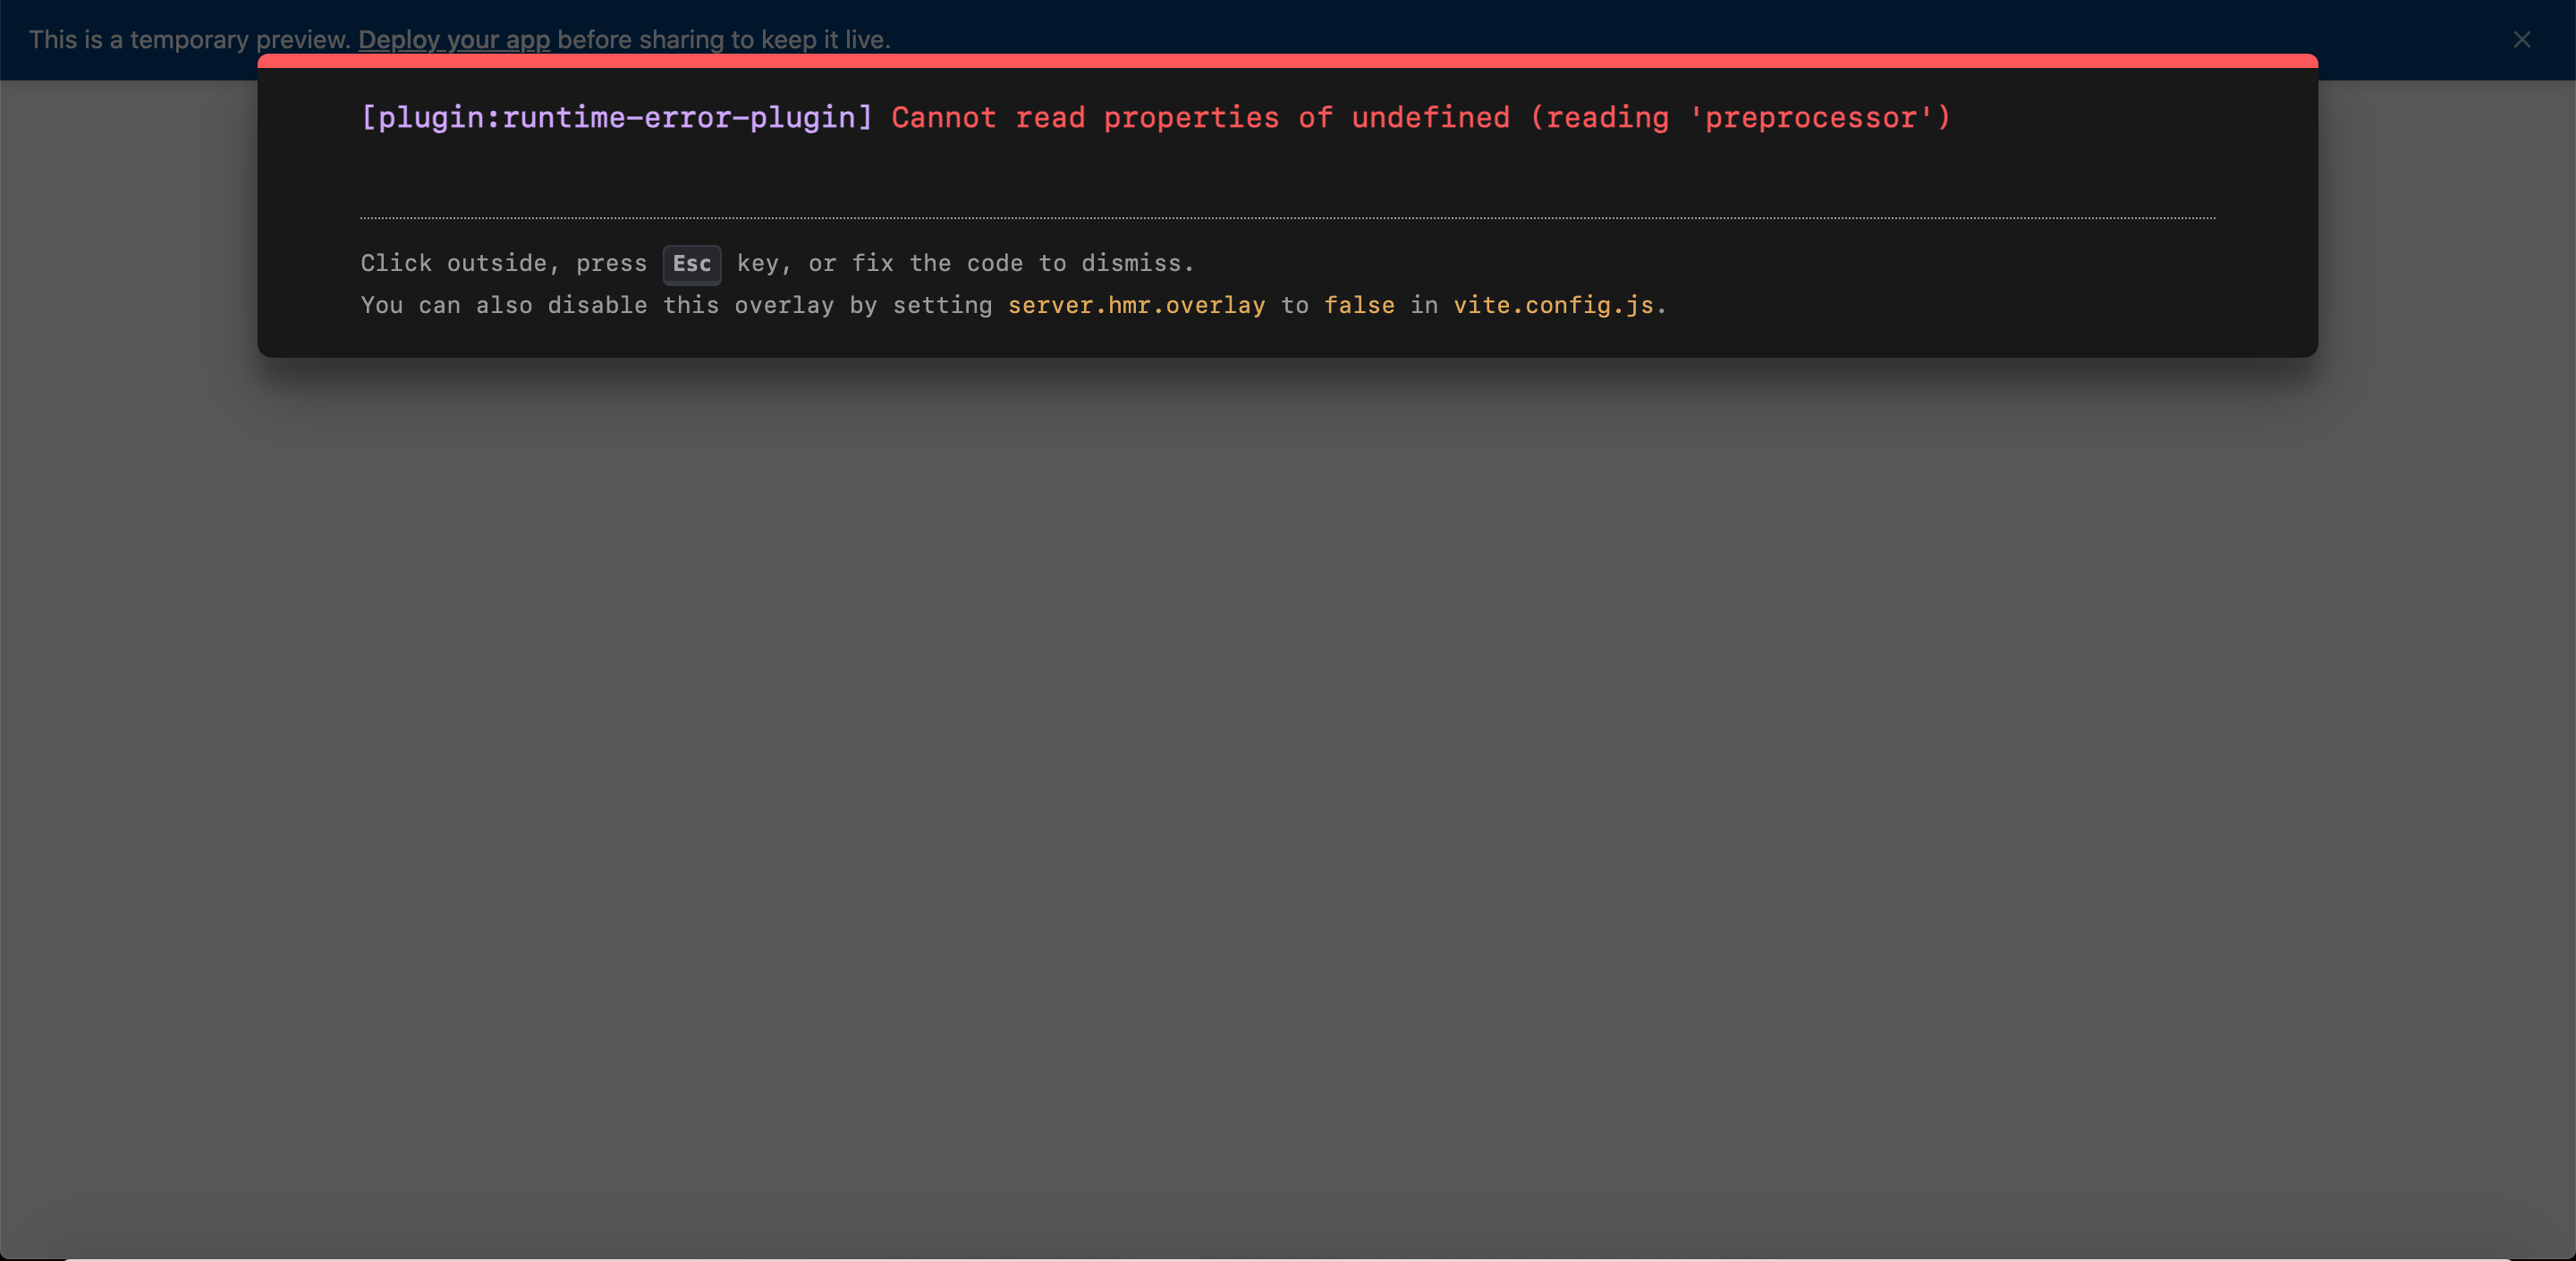 This is a temporary preview. Deploy your app before sharing to keep it live.
[plugin:runtime-error-plugin] Cannot read properties of undefined (reading 'preprocessor')
Click outside, press Esc key, or fix the code to dismiss.
You can also disable this overlay by setting server.hmr.overlay to false in vite.config.js.